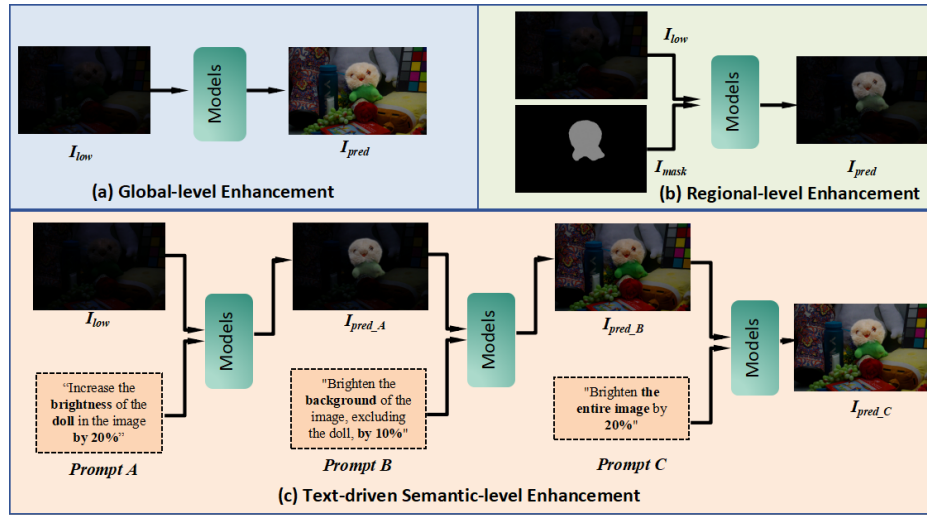 Models
I_low
I_pred
(a) Global-level Enhancement
I_low
Models
I_mask
I_pred
(b) Regional-level Enhancement
I_low
Models
I_pred_A
Models
I_pred_B
Models
I_pred_C
“Increase the
brightness of the
doll in the image
by 20%”
Prompt A
"Brighten the
background of the
image, excluding
the doll, by 10%"
Prompt B
"Brighten the
entire image by
20%"
Prompt C
(c) Text-driven Semantic-level Enhancement